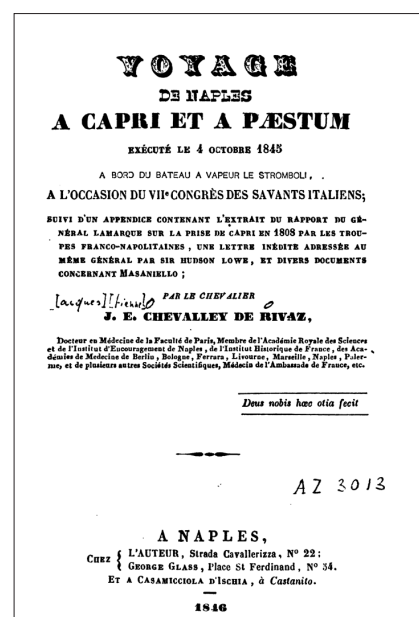 VOYAGE
DE NAPLES
A CAPRI ET A PÆSTUM
EXÉCUTÉ LE 4 OCTOBRE 1845
A BORD DU BATEAU A VAPEUR LE STROMBOLI,
A L'OCCASION DU VIIe CONGRÈS DES SAVANTS ITALIENS;
SUIVI D'UN APPENDICE CONTENANT L'EXTRAIT DU RAPPORT DU GÉ-
NÉRAL LAMARQUE SUR LA PRISE DE CAPRI EN 1808 PAR LES TROU-
PES FRANCO-NAPOLITAINES, UNE LETTRE INÉDITE ADRESSÉE AU
MÊME GÉNÉRAL PAR SIR HUDSON LOWE, ET DIVERS DOCUMENTS
CONCERNANT MASANIELLO;
PAR LE CHEVALIER
J. E. CHEVALLEY DE RIVAZ,
Docteur en Médecine de la Faculté de Paris, Membre de l'Académie Royale des Sciences
et de l'Institut d'Encouragement de Naples, de l'Institut Historique de France, des Aca-
démies de Medecine de Berlin, Bologne, Ferrara, Livourne, Marseille, Naples, Paler-
me, et de plusieurs autres Sociétés Scientifiques, Médecin de l'Ambassade de France, etc.
Deus nobis hæc otia fecit
AZ 3013
A NAPLES,
CHEZ { L'AUTEUR, Strada Cavallerizza, Nº 22;
GEORGE GLASS, Place St Ferdinand, Nº 34.
ET A CASAMICCIOLA D'ISCHIA, à Castanito.
1846